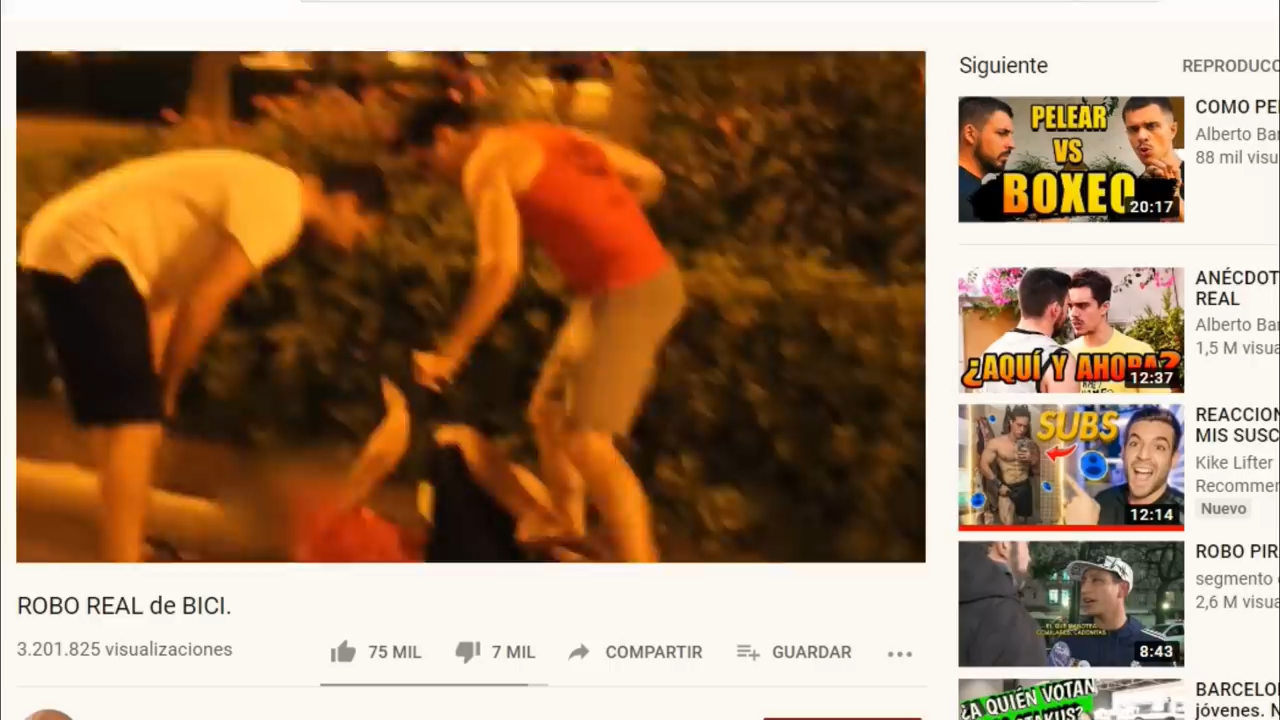 ROBO REAL de BICI.
3.201.825 visualizaciones
75 MIL
7 MIL
COMPARTIR
GUARDAR
Siguiente
REPRODUCC
PELEAR
VS
BOXEO
20:17
COMO PE
Alberto Ba
88 mil visu
¿AQUÍ Y AHORA?
12:37
ANÉCDOT
REAL
Alberto Ba
1,5 M visua
SUBS
12:14
REACCION
MIS SUSC
Kike Lifter
Recommen
Nuevo
8:43
ROBO PIR
segmento
2,6 M visua
¿A QUIÉN VOTAN
BARCELO
jóvenes. N